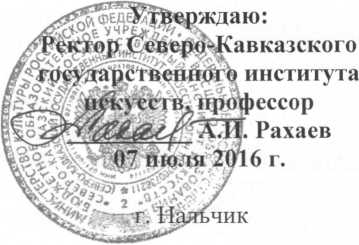 Утверждаю:
Ректор Северо-Кавказского
государственного института
искусств, профессор
А.И. Рахаев
07 июля 2016 г.
г. Нальчик